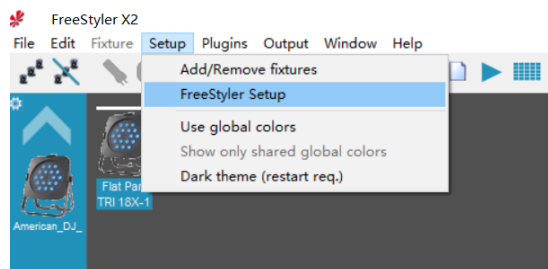 FreeStyler X2
File Edit Fixture Setup Plugins Output Window Help
Add/Remove fixtures
FreeStyler Setup
Use global colors
Show only shared global colors
Dark theme (restart req.)
Flat Par
TRI 18X-1
American_DJ_